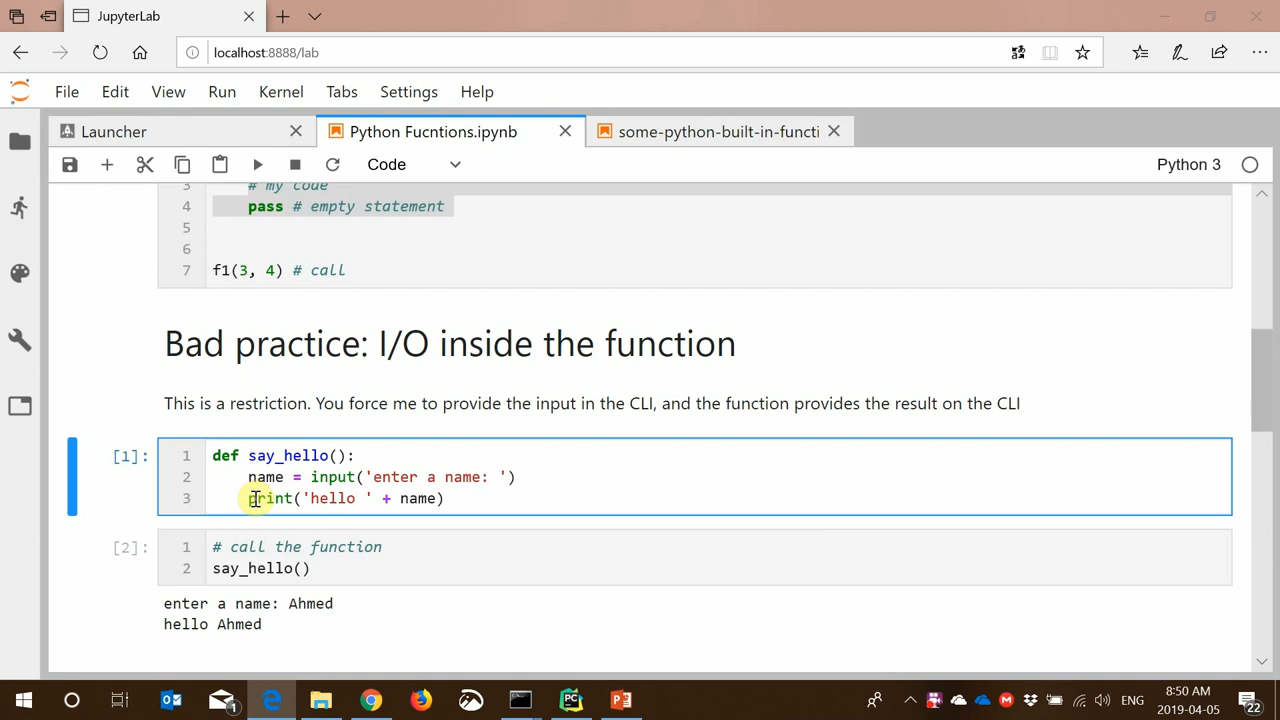 JupyterLab
localhost:8888/lab
File Edit View Run Kernel Tabs Settings Help
Launcher
Python Fucntions.ipynb
some-python-built-in-functi
Code
Python 3
3 # my code
4 pass # empty statement
5
6
7 f1(3, 4) # call
Bad practice: I/O inside the function
This is a restriction. You force me to provide the input in the CLI, and the function provides the result on the CLI
[1]:
1 def say_hello():
2 name = input('enter a name: ')
3 print('hello ' + name)
[2]:
1 # call the function
2 say_hello()
enter a name: Ahmed
hello Ahmed
ENG
8:50 AM
2019-04-05
22
1